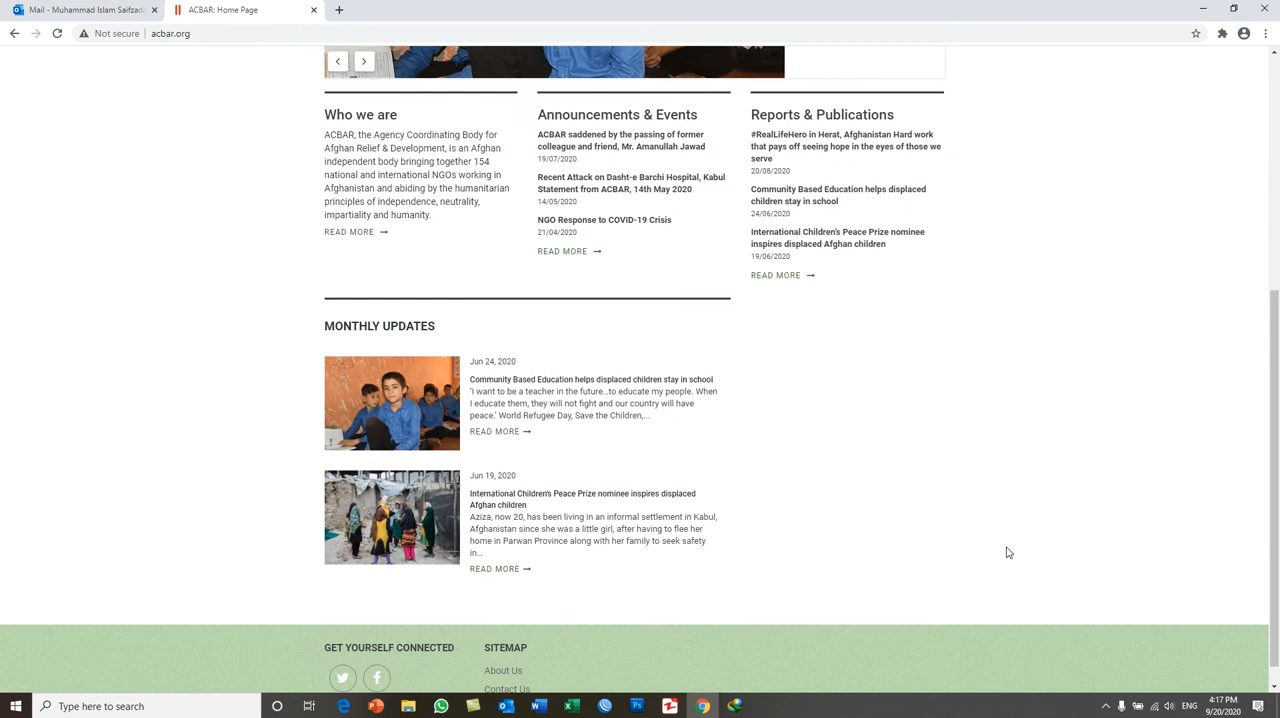 Mail - Muhammad Islam Saifzad
ACBAR: Home Page
Not secure
acbar.org
Who we are
ACBAR, the Agency Coordinating Body for
Afghan Relief & Development, is an Afghan
independent body bringing together 154
national and international NGOs working in
Afghanistan and abiding by the humanitarian
principles of independence, neutrality,
impartiality and humanity.
READ MORE
Announcements & Events
ACBAR saddened by the passing of former
colleague and friend, Mr. Amanullah Jawad
19/07/2020
Recent Attack on Dasht-e Barchi Hospital, Kabul
Statement from ACBAR, 14th May 2020
14/05/2020
NGO Response to COVID-19 Crisis
21/04/2020
READ MORE
Reports & Publications
#RealLifeHero in Herat, Afghanistan Hard work
that pays off seeing hope in the eyes of those we
serve
20/08/2020
Community Based Education helps displaced
children stay in school
24/06/2020
International Children's Peace Prize nominee
inspires displaced Afghan children
19/06/2020
READ MORE
MONTHLY UPDATES
Jun 24, 2020
Community Based Education helps displaced children stay in school
'I want to be a teacher in the future...to educate my people. When
I educate them, they will not fight and our country will have
peace.' World Refugee Day, Save the Children,...
READ MORE
Jun 19, 2020
International Children's Peace Prize nominee inspires displaced
Afghan children
Aziza, now 20, has been living in an informal settlement in Kabul,
Afghanistan since she was a little girl, after having to flee her
home in Parwan Province along with her family to seek safety
in...
READ MORE
GET YOURSELF CONNECTED
SITEMAP
About Us
Contact Us
Type here to search
ENG
4:17 PM
9/20/2020